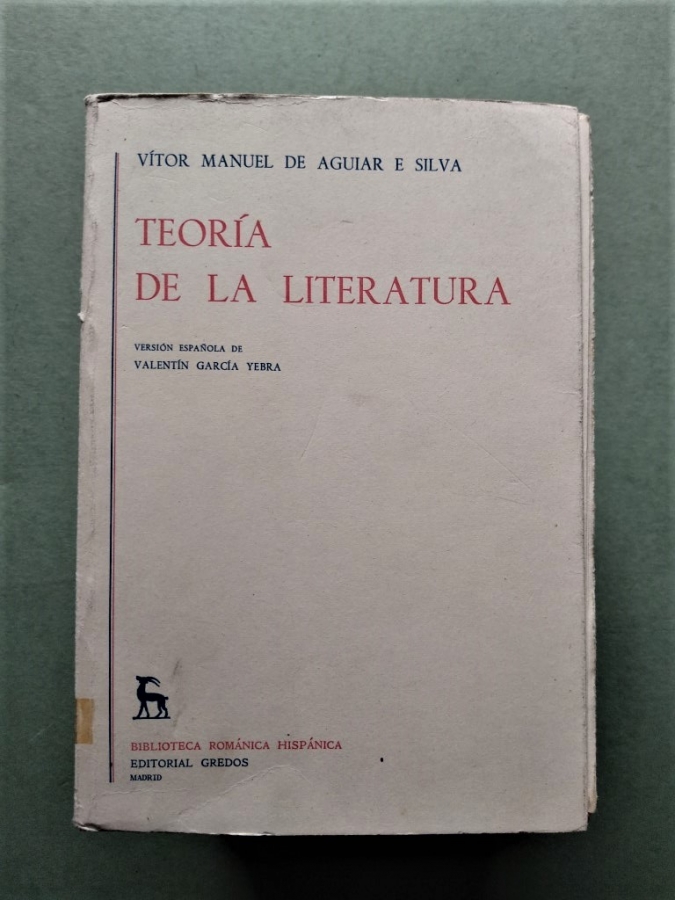 VÍTOR MANUEL DE AGUIAR E SILVA
TEORÍA
DE LA LITERATURA
VERSIÓN ESPAÑOLA DE
VALENTÍN GARCÍA YEBRA
BIBLIOTECA ROMÁNICA HISPÁNICA
EDITORIAL GREDOS
MADRID